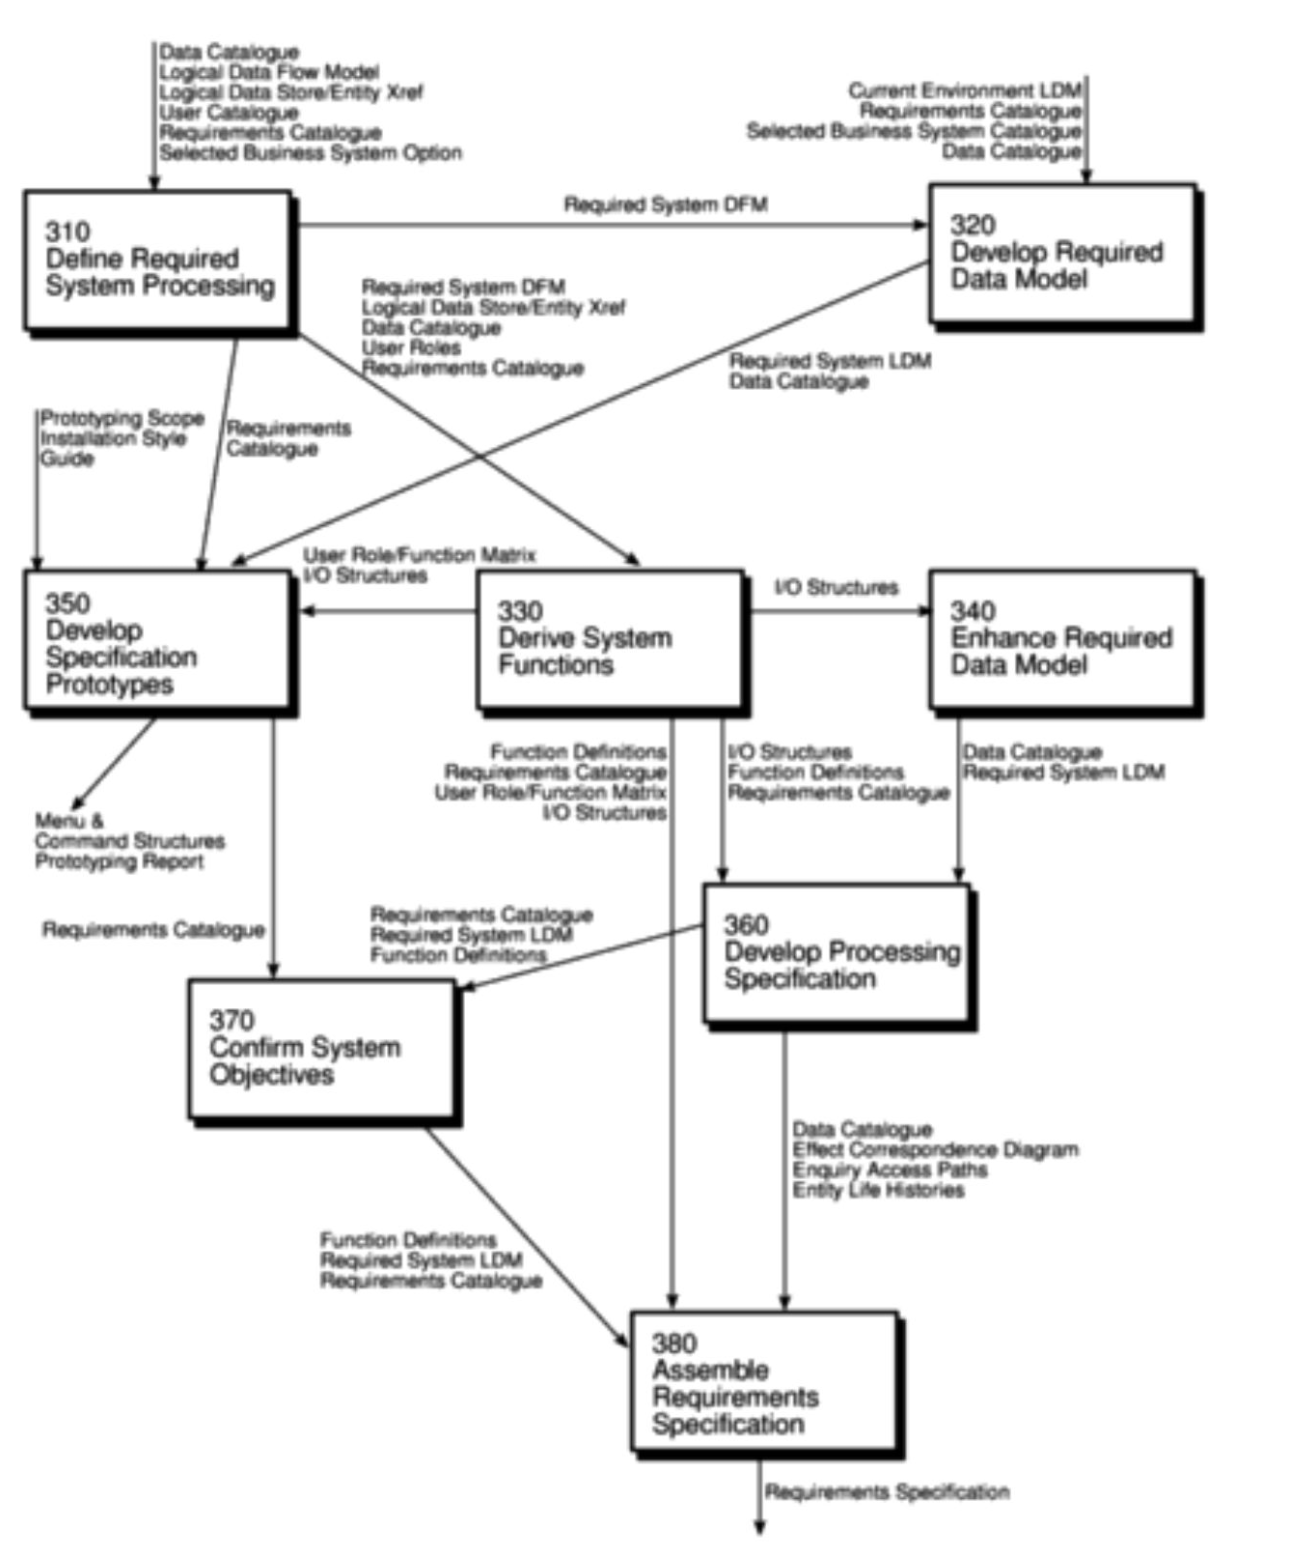 Data Catalogue
Logical Data Flow Model
Logical Data Store/Entity Xref
User Catalogue
Requirements Catalogue
Selected Business System Option
Current Environment LDM
Requirements Catalogue
Selected Business System Catalogue
Data Catalogue
310
Define Required
System Processing
Required System DFM
320
Develop Required
Data Model
Required System DFM
Logical Data Store/Entity Xref
Data Catalogue
User Roles
Requirements Catalogue
Required System LDM
Data Catalogue
Prototyping Scope
Installation Style
Guide
Requirements
Catalogue
User Role/Function Matrix
I/O Structures
I/O Structures
350
Develop
Specification
Prototypes
330
Derive System
Functions
340
Enhance Required
Data Model
Function Definitions
Requirements Catalogue
User Role/Function Matrix
I/O Structures
I/O Structures
Function Definitions
Requirements Catalogue
Data Catalogue
Required System LDM
Menu &
Command Structures
Prototyping Report
Requirements Catalogue
Requirements Catalogue
Required System LDM
Function Definitions
360
Develop Processing
Specification
370
Confirm System
Objectives
Data Catalogue
Effect Correspondence Diagram
Enquiry Access Paths
Entity Life Histories
Function Definitions
Required System LDM
Requirements Catalogue
380
Assemble
Requirements
Specification
Requirements Specification